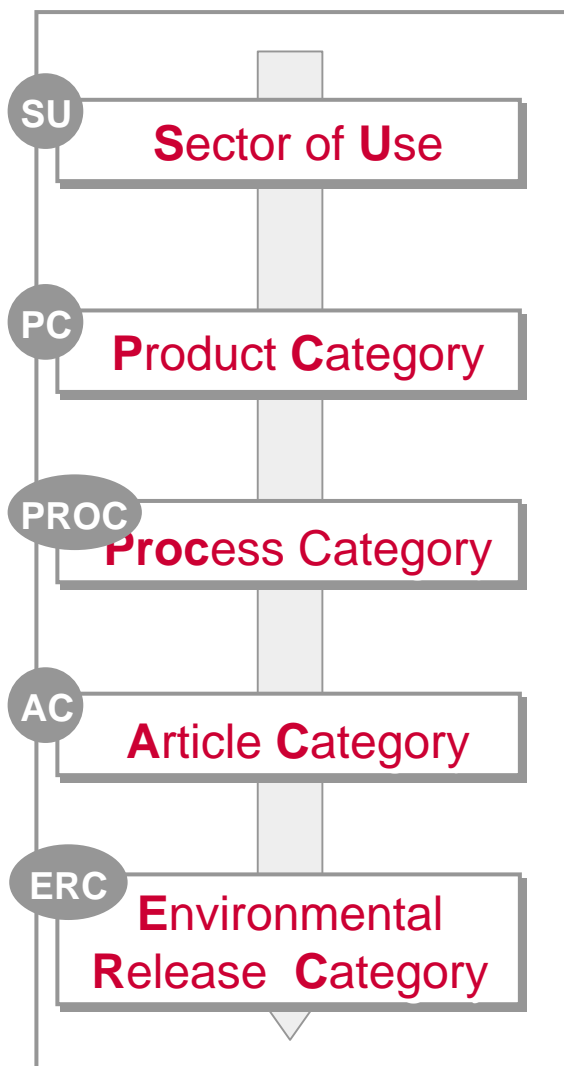 SU
Sector of Use
PC
Product Category
PROC
Process Category
AC
Article Category
ERC
Environmental
Release Category